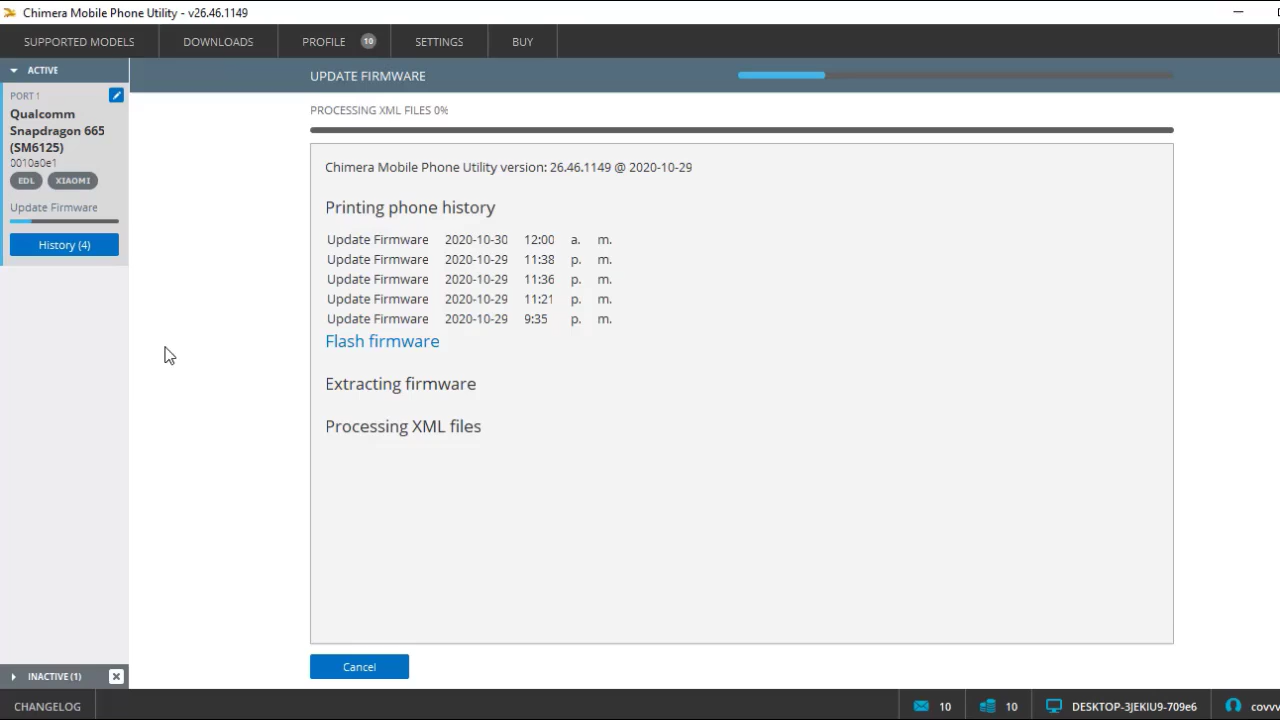 Chimera Mobile Phone Utility - v26.46.1149
SUPPORTED MODELS DOWNLOADS PROFILE 10 SETTINGS BUY
ACTIVE
PORT 1
Qualcomm
Snapdragon 665
(SM6125)
0010a0e1
EDL XIAOMI
Update Firmware
History (4)
UPDATE FIRMWARE
PROCESSING XML FILES 0%
Chimera Mobile Phone Utility version: 26.46.1149 @ 2020-10-29
Printing phone history
Update Firmware 2020-10-30 12:00 a. m.
Update Firmware 2020-10-29 11:38 p. m.
Update Firmware 2020-10-29 11:36 p. m.
Update Firmware 2020-10-29 11:21 p. m.
Update Firmware 2020-10-29 9:35 p. m.
Flash firmware
Extracting firmware
Processing XML files
Cancel
INACTIVE (1)
CHANGELOG 10 10 DESKTOP-3JEKIU9-709e6